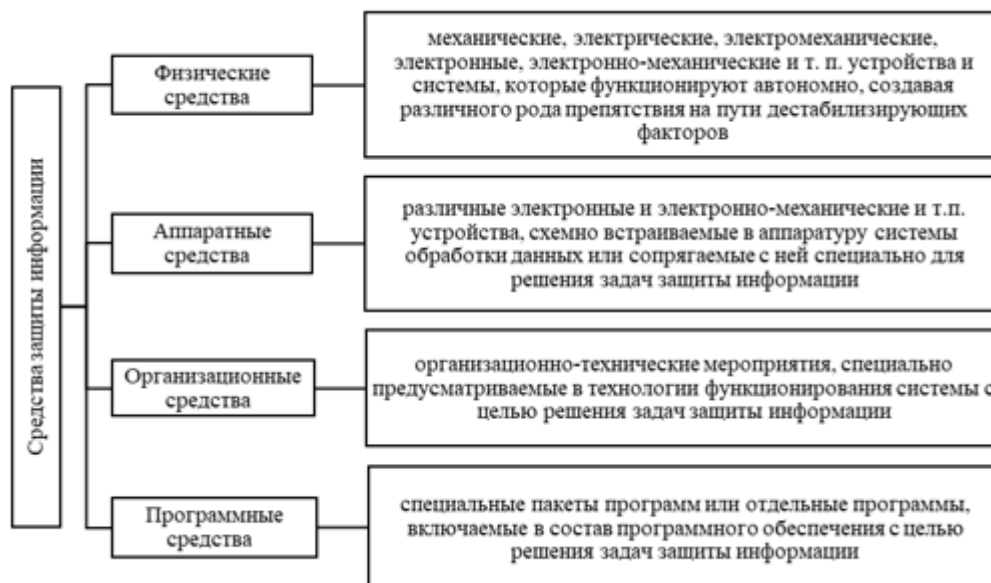 Средства защиты информации
Физические
средства
механические, электрические, электромеханические,
электронные, электронно-механические и т. п. устройства и
системы, которые функционируют автономно, создавая
различного рода препятствия на пути дестабилизирующих
факторов
Аппаратные
средства
различные электронные и электронно-механические и т.п.
устройства, схемно встраиваемые в аппаратуру системы
обработки данных или сопрягаемые с ней специально для
решения задач защиты информации
Организационные
средства
организационно-технические мероприятия, специально
предусматриваемые в технологии функционирования системы с
целью решения задач защиты информации
Программные
средства
специальные пакеты программ или отдельные программы,
включаемые в состав программного обеспечения с целью
решения задач защиты информации